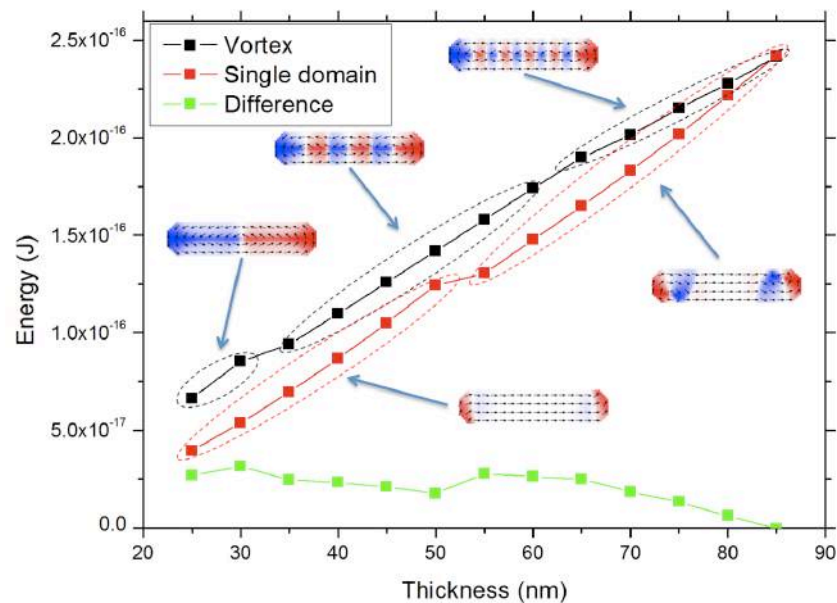 2.5x10⁻¹⁶
2.0x10⁻¹⁶
1.5x10⁻¹⁶
1.0x10⁻¹⁶
5.0x10⁻¹⁷
0.0
Energy (J)
Vortex
Single domain
Difference
20 30 40 50 60 70 80 90
Thickness (nm)